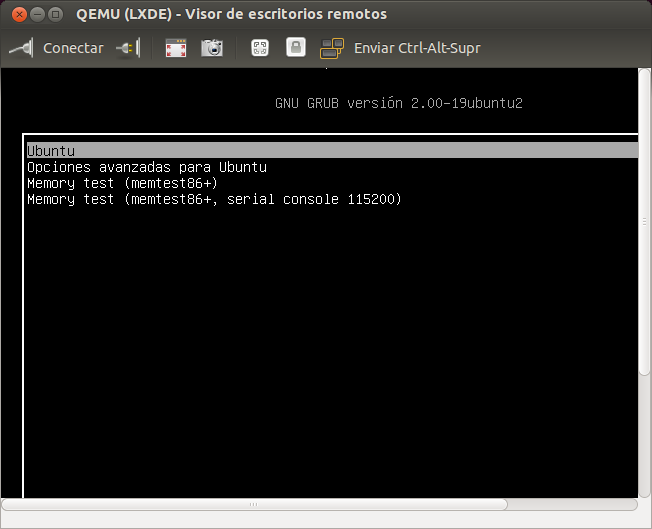 QEMU (LXDE) - Visor de escritorios remotos
Conectar Enviar Ctrl-Alt-Supr
GNU GRUB versión 2.00-19ubuntu2
Ubuntu
Opciones avanzadas para Ubuntu
Memory test (memtest86+)
Memory test (memtest86+, serial console 115200)